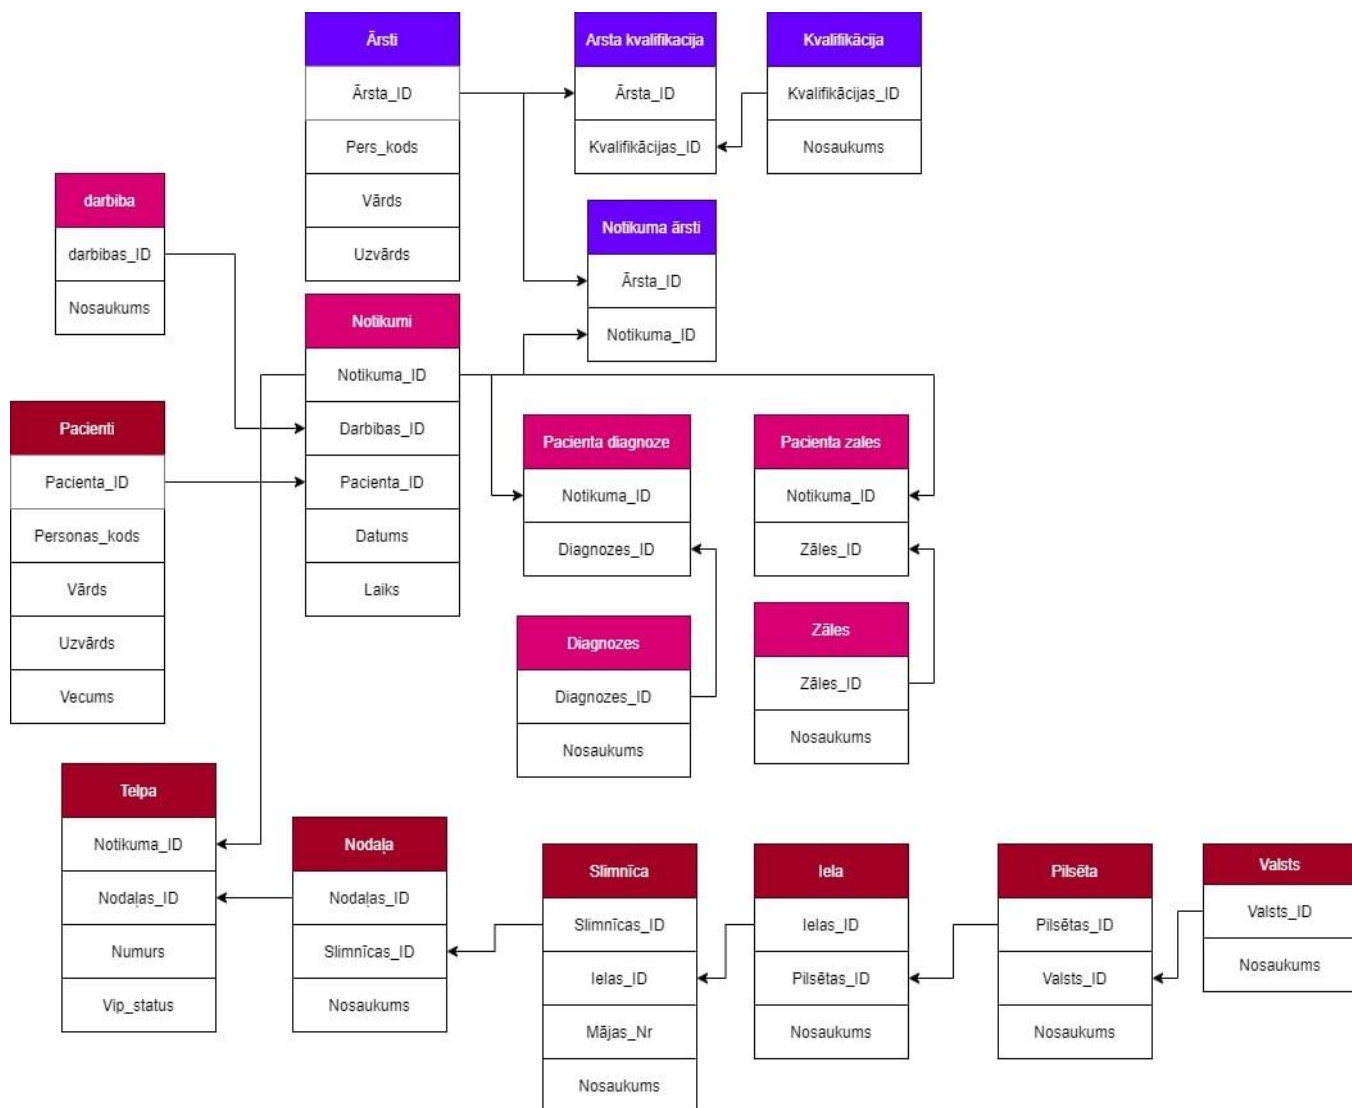 Ārsti
Ārsta_ID
Pers_kods
Vārds
Uzvārds
Arsta kvalifikacija
Ārsta_ID
Kvalifikācijas_ID
Kvalifikācija
Kvalifikācijas_ID
Nosaukums
darbiba
darbibas_ID
Nosaukums
Notikuma ārsti
Ārsta_ID
Notikuma_ID
Notikumi
Notikuma_ID
Darbibas_ID
Pacienta_ID
Datums
Laiks
Pacienti
Pacienta_ID
Personas_kods
Vārds
Uzvārds
Vecums
Pacienta diagnoze
Notikuma_ID
Diagnozes_ID
Pacienta zales
Notikuma_ID
Zāles_ID
Diagnozes
Diagnozes_ID
Nosaukums
Zāles
Zāles_ID
Nosaukums
Telpa
Notikuma_ID
Nodaļas_ID
Numurs
Vip_status
Nodaļa
Nodaļas_ID
Slimnīcas_ID
Nosaukums
Slimnīca
Slimnīcas_ID
Ielas_ID
Mājas_Nr
Nosaukums
Iela
Ielas_ID
Pilsētas_ID
Nosaukums
Pilsēta
Pilsētas_ID
Valsts_ID
Nosaukums
Valsts
Valsts_ID
Nosaukums